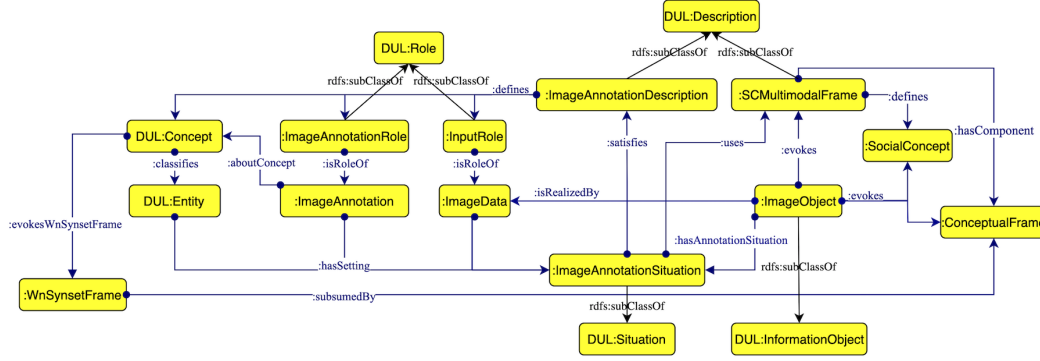 DUL:Description
DUL:Role
rdfs:subClassOf rdfs:subClassOf
rdfs:subClassOf rdfs:subClassOf
:defines
:ImageAnnotationDescription
:SCMultimodalFrame
:defines
DUL:Concept
:ImageAnnotationRole
:InputRole
:hasComponent
:satisfies
:uses
:evokes
:SocialConcept
:classifies
:aboutConcept
:isRoleOf
:isRoleOf
:isRealizedBy
DUL:Entity
:ImageAnnotation
:ImageData
:ImageObject
:evokes
:evokesWnSynsetFrame
:ConceptualFrame
:hasAnnotationSituation
:hasSetting
:ImageAnnotationSituation
rdfs:subClassOf
:WnSynsetFrame
:subsumedBy
rdfs:subClassOf
DUL:Situation
DUL:InformationObject